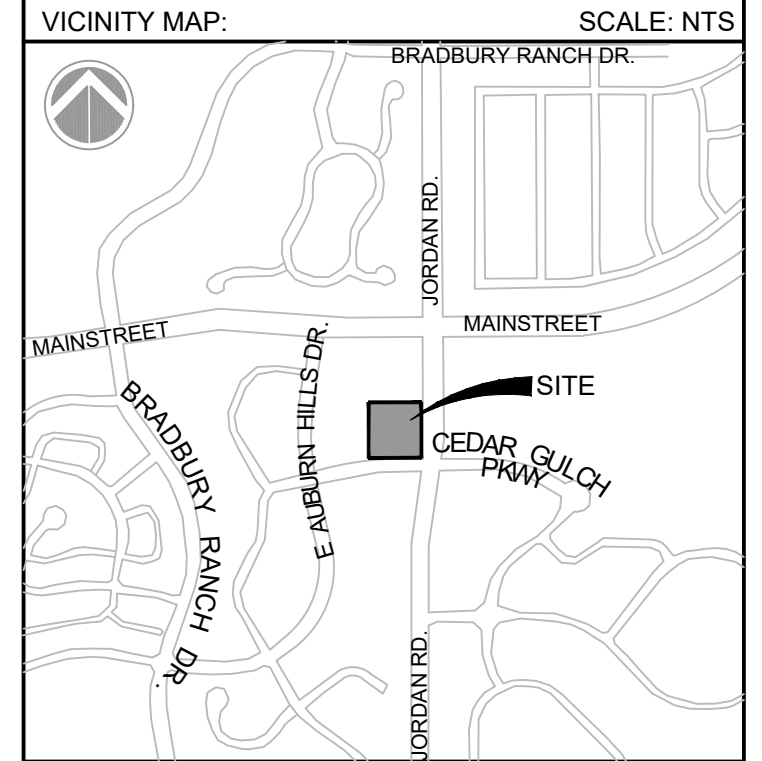 VICINITY MAP:
SCALE: NTS
BRADBURY RANCH DR.
JORDAN RD.
MAINSTREET
MAINSTREET
E AUBURN HILLS DR.
SITE
BRADBURY RANCH DR.
CEDAR GULCH
PKWY
JORDAN RD.